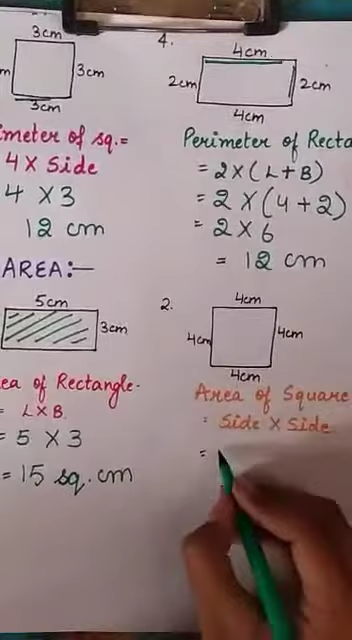 3cm
3cm
3cm
m
imeter of sq.=
4 X Side
4 X 3
12 cm
AREA:-
5cm
3cm
ea of Rectangle-
= L X B.
= 5 X 3
= 15 sq.cm
4.
4cm
2cm
2cm
4cm
Perimeter of Recta
= 2 X (L+B)
= 2 X (4+2)
= 2 X 6
= 12 cm
2.
4cm
4cm
4cm
4cm
Area of Square
= Side X Side
=